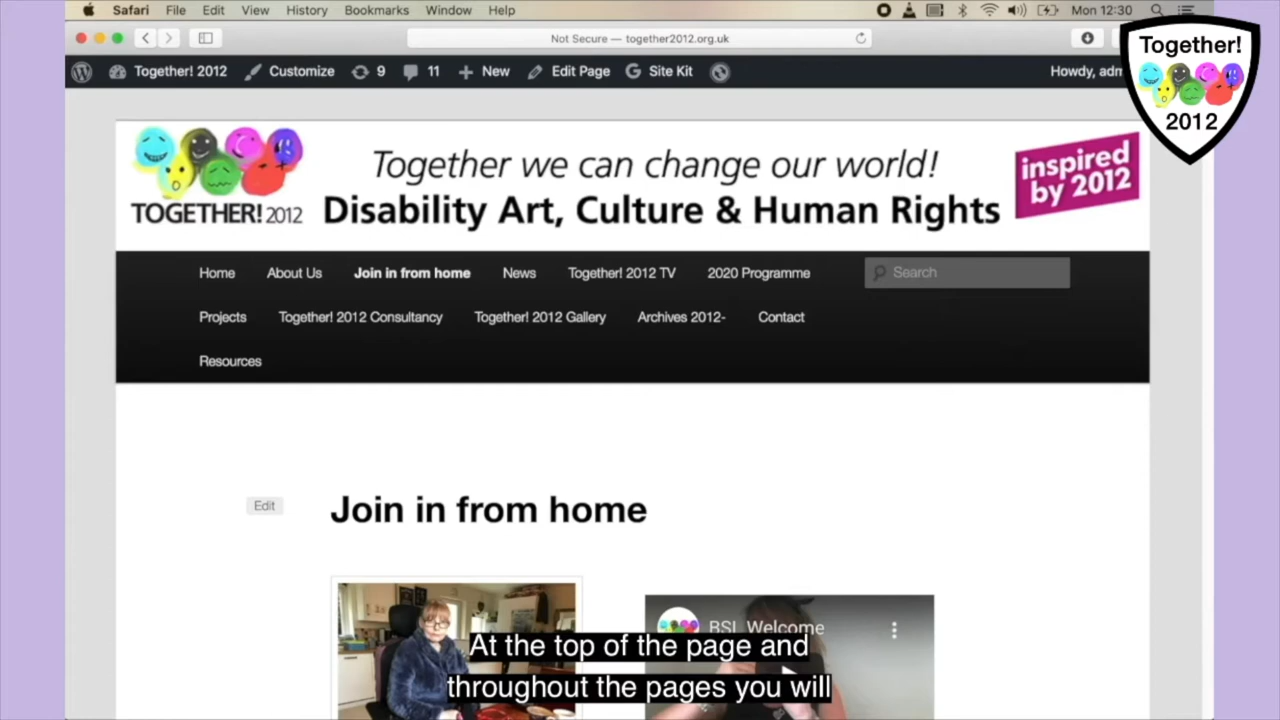 Safari File Edit View History Bookmarks Window Help Mon 12:30
Not Secure — together2012.org.uk
Together! 2012 Customize 9 11 New Edit Page Site Kit Howdy,
Together!
2012
Together we can change our world!
TOGETHER! 2012 Disability Art, Culture & Human Rights
inspired
by 2012
Home About Us Join in from home News Together! 2012 TV 2020 Programme Search
Projects Together! 2012 Consultancy Together! 2012 Gallery Archives 2012- Contact
Resources
Edit Join in from home
BSL Welcome
At the top of the page and
throughout the pages you will